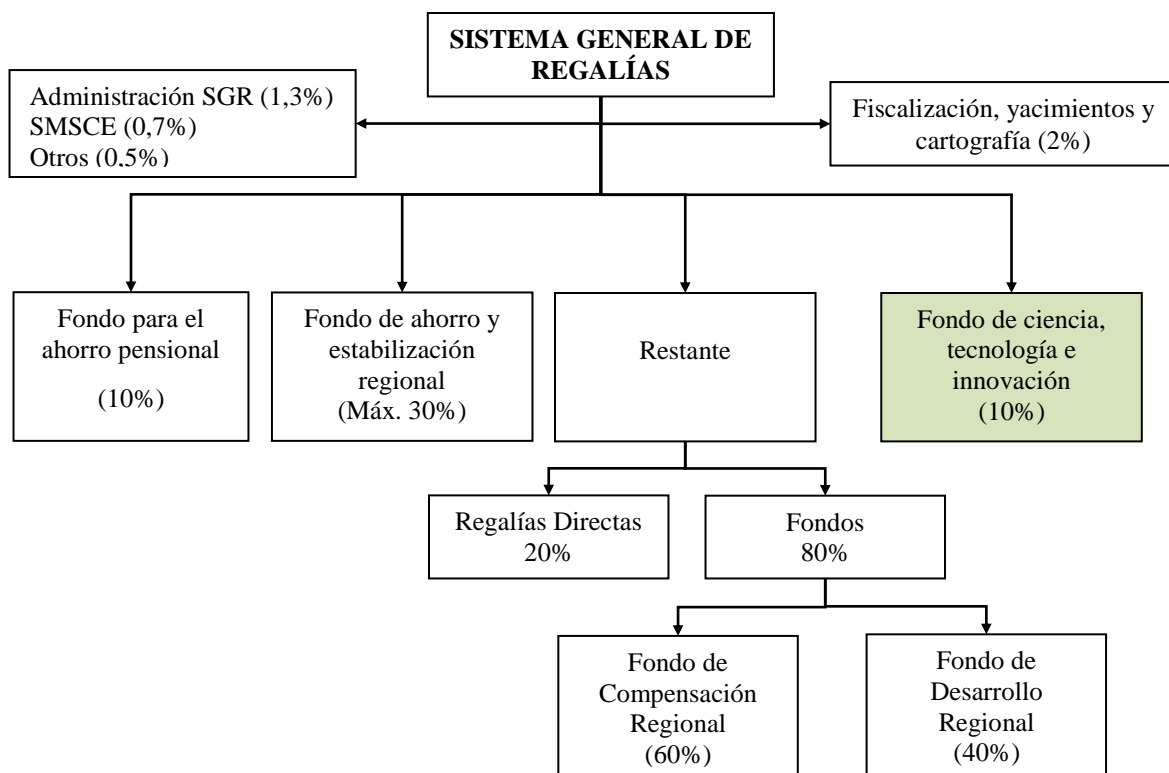 SISTEMA GENERAL DE
REGALÍAS
Administración SGR (1,3%)
SMSCE (0,7%)
Otros (0,5%)
Fiscalización, yacimientos y
cartografía (2%)
Fondo para el
ahorro pensional
(10%)
Fondo de ahorro y
estabilización
regional
(Máx. 30%)
Restante
Fondo de ciencia,
tecnología e
innovación
(10%)
Regalías Directas
20%
Fondos
80%
Fondo de
Compensación
Regional
(60%)
Fondo de
Desarrollo
Regional
(40%)